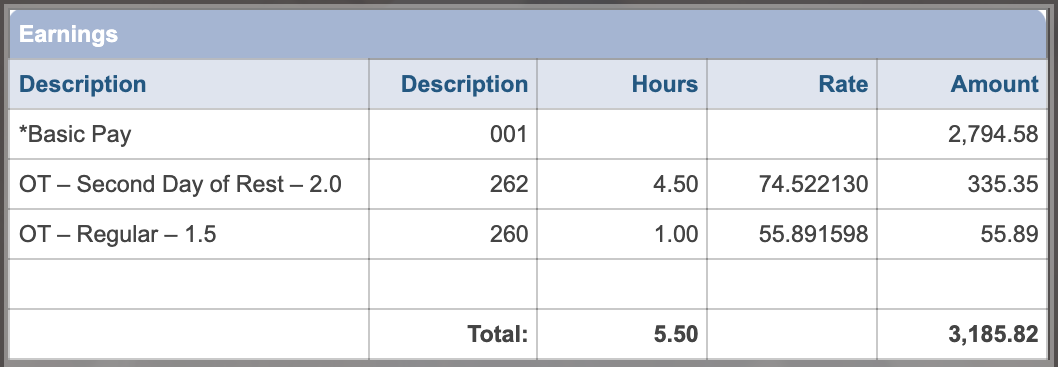 Earnings
Description Description Hours Rate Amount
*Basic Pay 001 2,794.58
OT – Second Day of Rest – 2.0 262 4.50 74.522130 335.35
OT – Regular – 1.5 260 1.00 55.891598 55.89
Total: 5.50 3,185.82